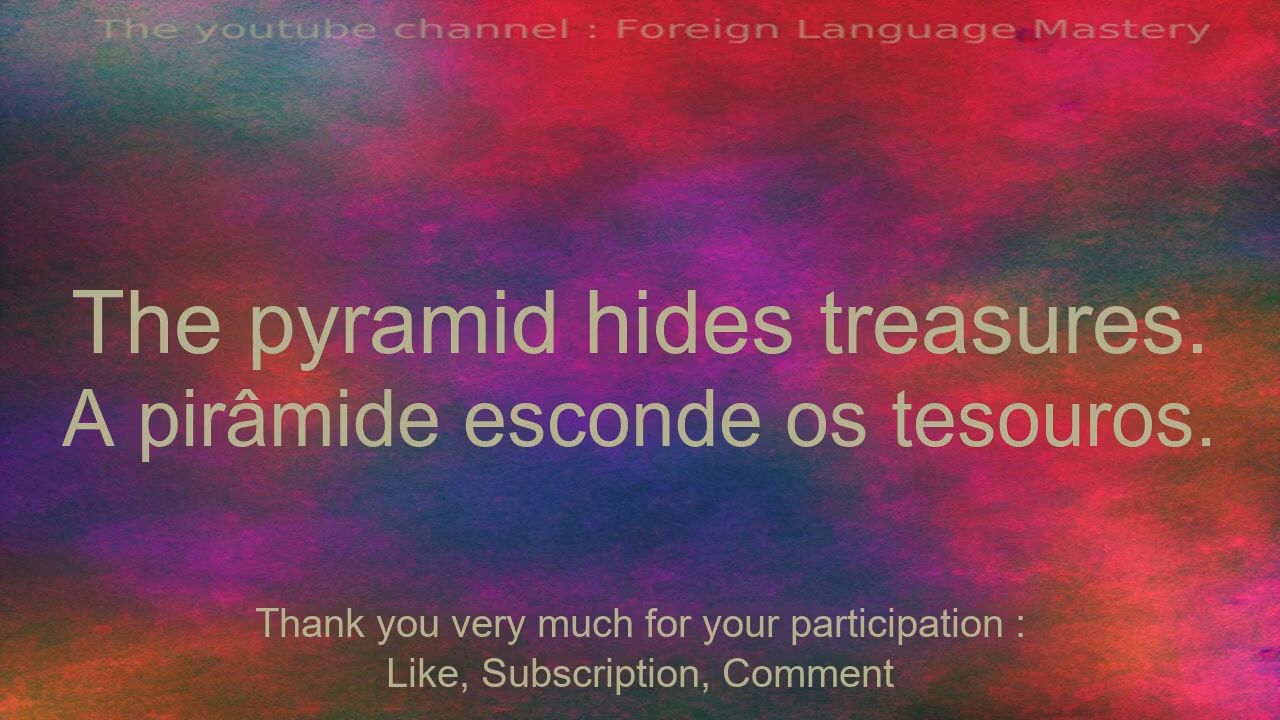 The youtube channel : Foreign Language Mastery
The pyramid hides treasures.
A pirâmide esconde os tesouros.
Thank you very much for your participation :
Like, Subscription, Comment